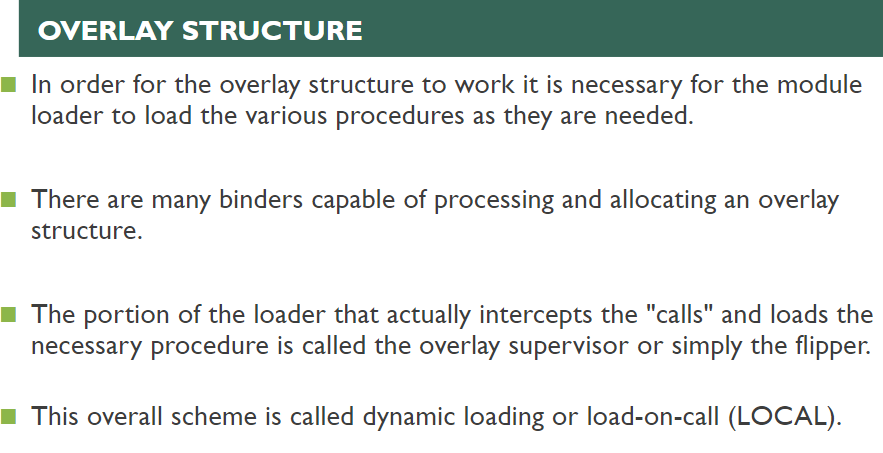 OVERLAY STRUCTURE
In order for the overlay structure to work it is necessary for the module
loader to load the various procedures as they are needed.
There are many binders capable of processing and allocating an overlay
structure.
The portion of the loader that actually intercepts the "calls" and loads the
necessary procedure is called the overlay supervisor or simply the flipper.
This overall scheme is called dynamic loading or load-on-call (LOCAL).